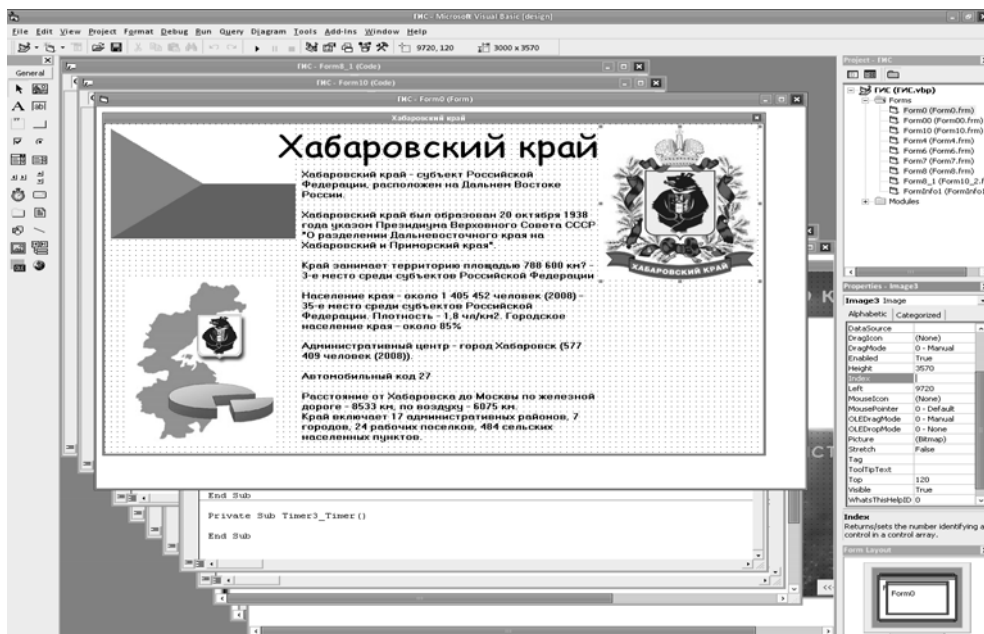 ГИС - Microsoft Visual Basic [design]
File Edit View Project Format Debug Run Query Diagram Tools Add-Ins Window Help
9720, 120
3000 x 3570
General
ГИС - Form8_1 (Code)
ГИС - Form10 (Code)
ГИС - Form0 (Form)
Хабаровский край
Хабаровский край
Хабаровский край - субъект Российской
Федерации, расположен на Дальнем Востоке
России.
Хабаровский край был образован 20 октября 1938
года указом Президиума Верховного Совета СССР
"О разделении Дальневосточного края на
Хабаровский и Приморский края".
Край занимает территорию площадью 788 600 км? -
3-е место среди субъектов Российской Федерации
Население края - около 1 405 452 человек (2008) -
35-е место среди субъектов Российской
Федерации. Плотность - 1,8 чл/км2. Городское
население края - около 85%
Административный центр - город Хабаровск (577
409 человек (2008)).
Автомобильный код 27
Расстояние от Хабаровска до Москвы по железной
дороге - 8533 км, по воздуху - 6075 км.
Край включает 17 административных районов, 7
городов, 24 рабочих поселков, 484 сельских
населенных пунктов.
ХАБАРОВСКИЙ КРАЙ
End Sub
Private Sub Timer3_Timer()
End Sub
Project - ГИС
ГИС (ГИС.vbp)
Forms
Form0 (Form0.frm)
Form00 (Form00.frm)
Form10 (Form10.frm)
Form4 (Form4.frm)
Form6 (Form6.frm)
Form7 (Form7.frm)
Form8 (Form8.frm)
Form8_1 (Form10_2.f
FormInfo1 (FormInfo1
Modules
Properties - Image3
Image3 Image
Alphabetic Categorized
DataSource
DragIcon (None)
DragMode 0 - Manual
Enabled True
Height 3570
Index
Left 9720
MouseIcon (None)
MousePointer 0 - Default
OLEDragMode 0 - Manual
OLEDropMode 0 - None
Picture (Bitmap)
Stretch False
Tag
ToolTipText
Top 120
Visible True
WhatsThisHelpID 0
Index
Returns/sets the number identifying a
control in a control array.
Form Layout
Form0